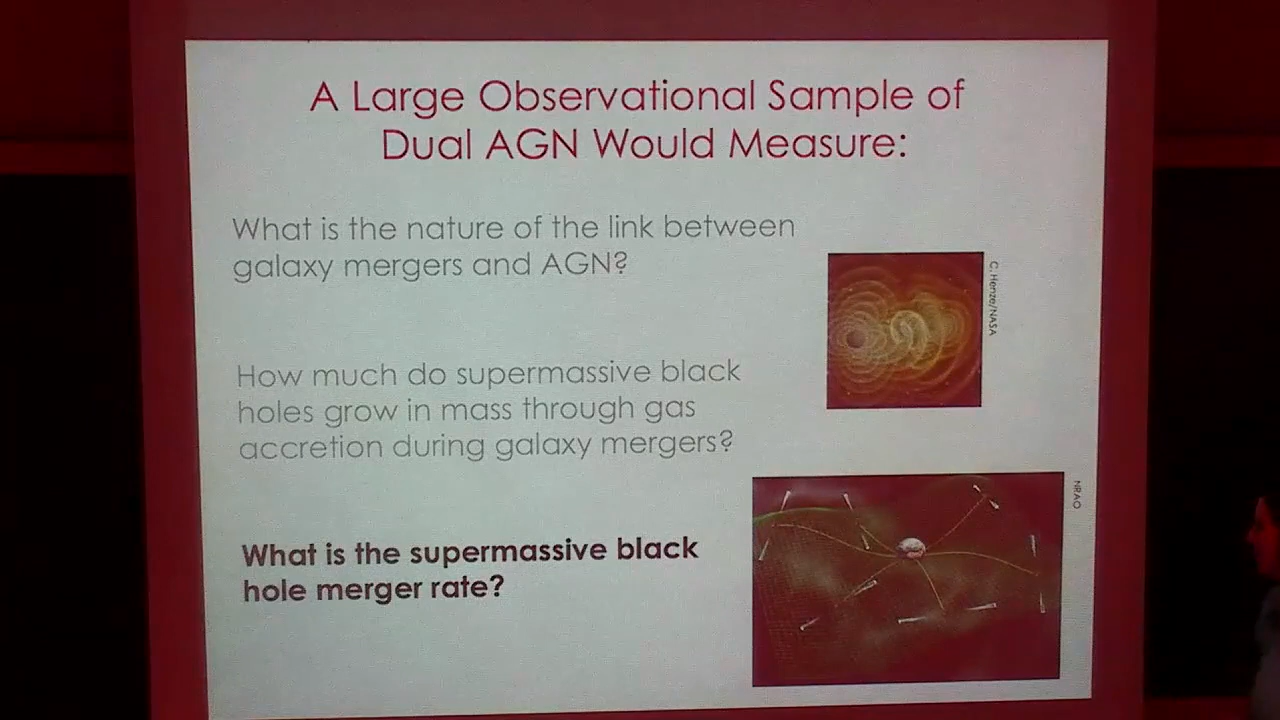 A Large Observational Sample of
Dual AGN Would Measure:
What is the nature of the link between
galaxy mergers and AGN?
C. Henze/NASA
How much do supermassive black
holes grow in mass through gas
accretion during galaxy mergers?
NRAO
What is the supermassive black
hole merger rate?